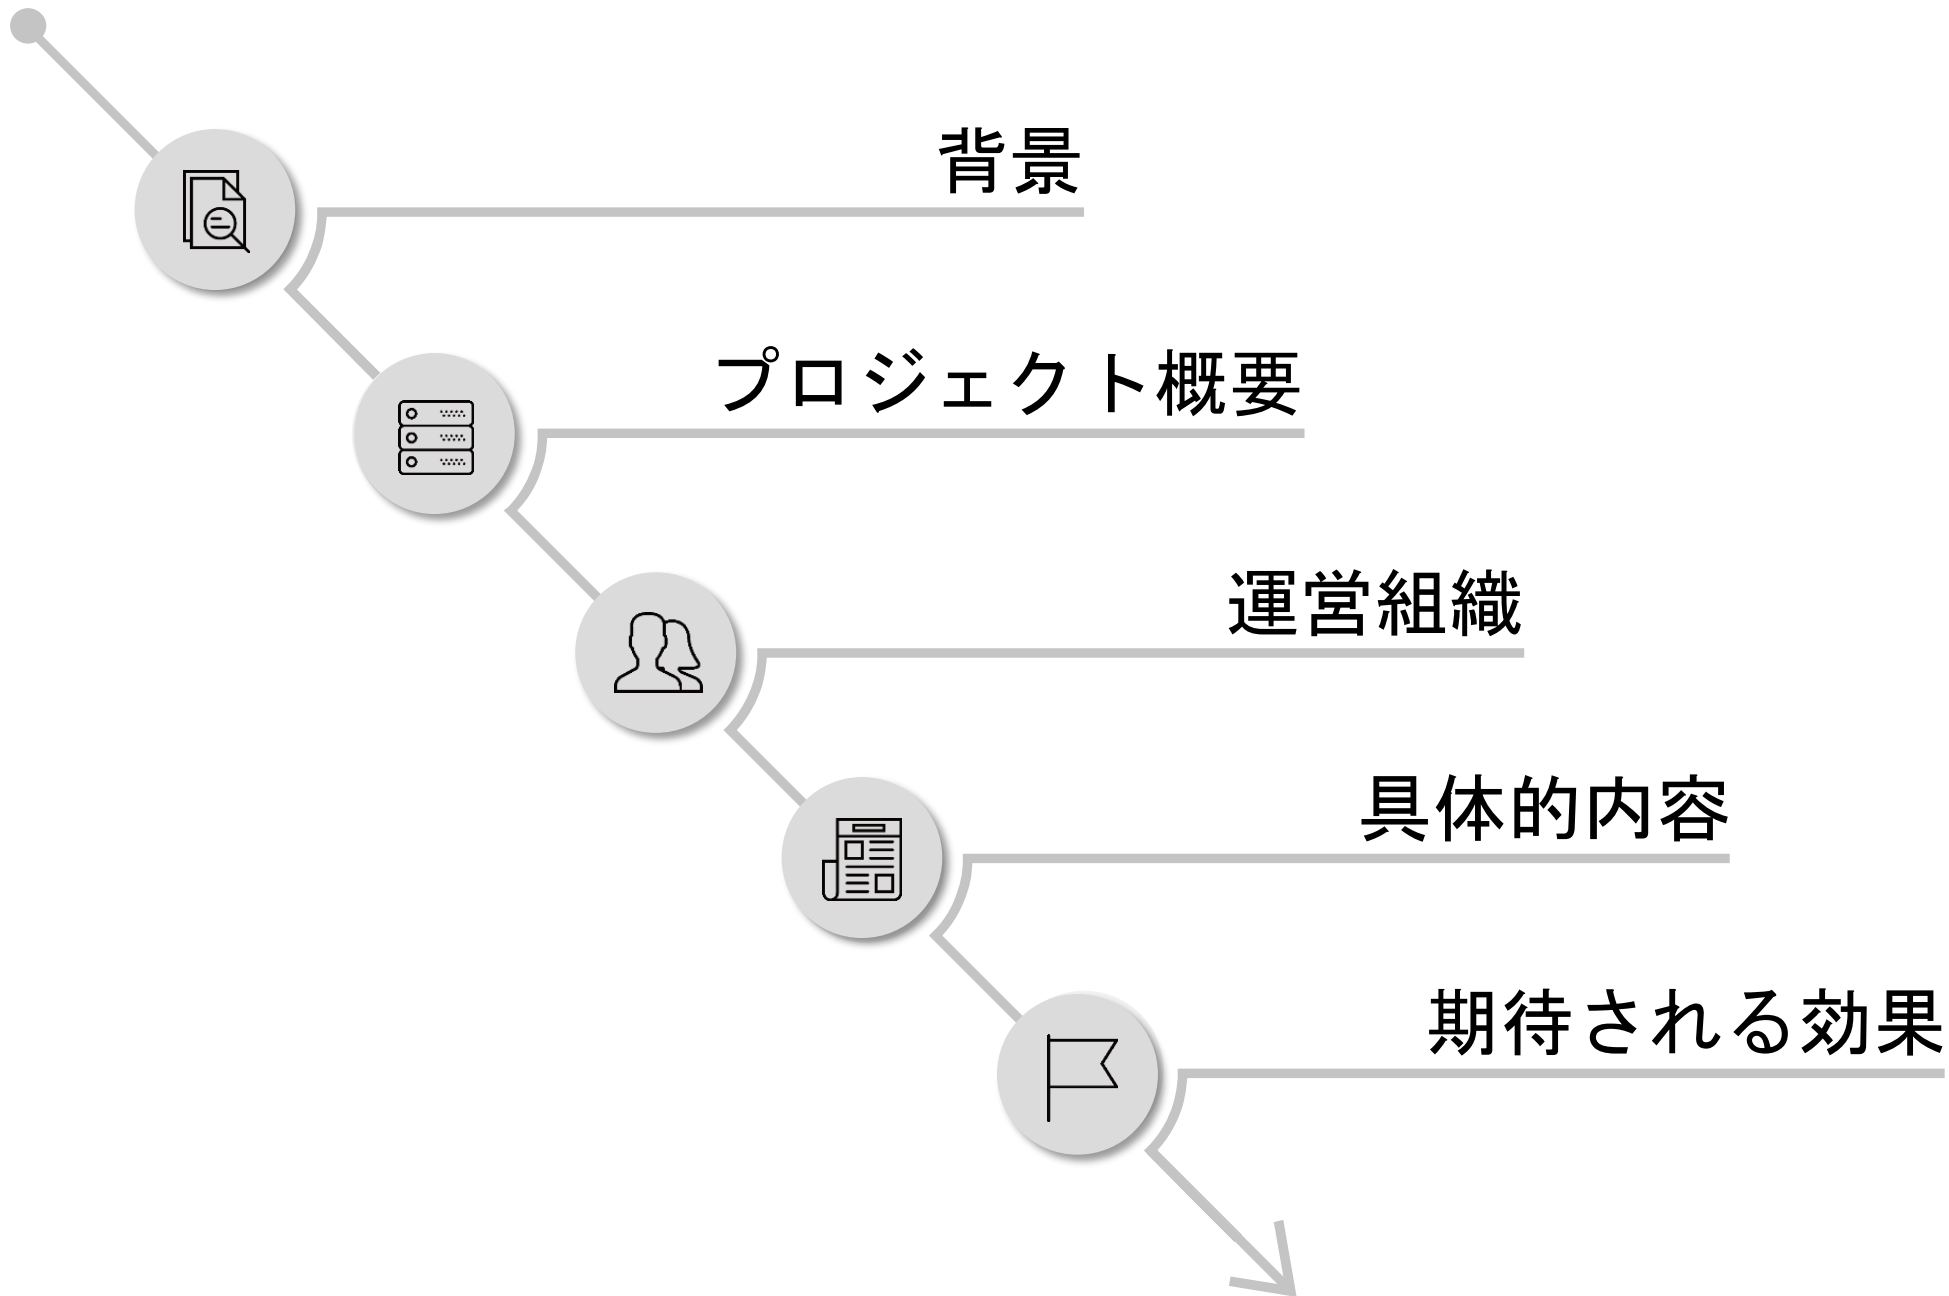 背景
プロジェクト概要
運営組織
具体的内容
期待される効果